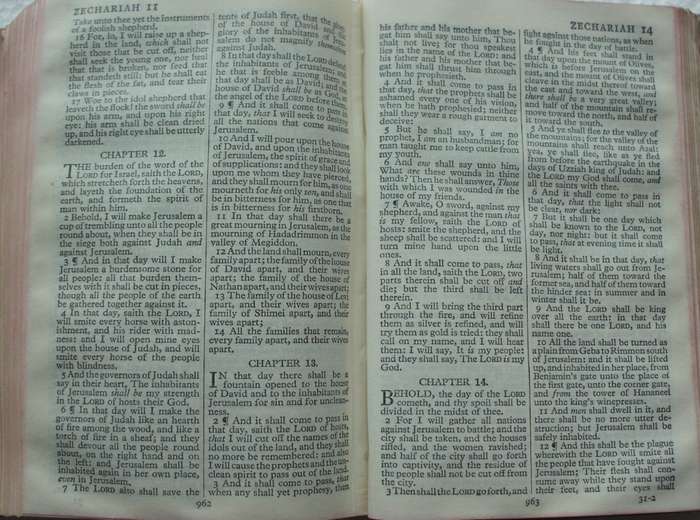 ZECHARIAH 11
Take unto thee yet the instruments
of a foolish shepherd.
16 For, lo, I will raise up a shep-
herd in the land, which shall not
visit those that be cut off, neither
shall seek the young one, nor heal
that that is broken, nor feed that
that standeth still: but he shall eat
the flesh of the fat, and tear their
claws in pieces.
17 Woe to the idol shepherd that
leaveth the flock! the sword shall be
upon his arm, and upon his right
eye: his arm shall be clean dried
up, and his right eye shall be utterly
darkened.
CHAPTER 12.
THE burden of the word of the
LORD for Israel, saith the LORD,
which stretcheth forth the heavens,
and layeth the foundation of the
earth, and formeth the spirit of
man within him.
2 Behold, I will make Jerusalem a
cup of trembling unto all the people
round about, when they shall be in
the siege both against Judah and
against Jerusalem.
3 ¶ And in that day will I make
Jerusalem a burdensome stone for
all people: all that burden them-
selves with it shall be cut in pieces,
though all the people of the earth
be gathered together against it.
4 In that day, saith the LORD, I
will smite every horse with aston-
ishment, and his rider with mad-
ness: and I will open mine eyes
upon the house of Judah, and will
smite every horse of the people
with blindness.
5 And the governors of Judah shall
say in their heart, The inhabitants
of Jerusalem shall be my strength
in the LORD of hosts their God.
6 ¶ In that day will I make the
governors of Judah like an hearth
of fire among the wood, and like a
torch of fire in a sheaf; and they
shall devour all the people round
about, on the right hand and on
the left: and Jerusalem shall be
inhabited again in her own place,
even in Jerusalem.
7 The LORD also shall save the
tents of Judah first, that the glory
of the house of David and the
glory of the inhabitants of Jeru-
salem do not magnify themselves
against Judah.
8 In that day shall the LORD defend
the inhabitants of Jerusalem; and
he that is feeble among them at
that day shall be as David; and the
house of David shall be as God, as
the angel of the LORD before them.
9 ¶ And it shall come to pass in
that day, that I will seek to destroy
all the nations that come against
Jerusalem.
10 And I will pour upon the house
of David, and upon the inhabitants
of Jerusalem, the spirit of grace and
of supplications: and they shall look
upon me whom they have pierced,
and they shall mourn for him, as one
mourneth for his only son, and shall
be in bitterness for him, as one that
is in bitterness for his firstborn.
11 In that day shall there be a
great mourning in Jerusalem, as the
mourning of Hadadrimmon in the
valley of Megiddon.
12 And the land shall mourn, every
family apart; the family of the house
of David apart, and their wives
apart; the family of the house of
Nathan apart, and their wives apart;
13 The family of the house of Levi
apart, and their wives apart; the
family of Shimei apart, and their
wives apart;
14 All the families that remain,
every family apart, and their wives
apart.
CHAPTER 13.
IN that day there shall be a
fountain opened to the house
of David and to the inhabitants of
Jerusalem for sin and for unclean-
ness.
2 ¶ And it shall come to pass in
that day, saith the LORD of hosts,
that I will cut off the names of the
idols out of the land, and they shall
no more be remembered: and also
I will cause the prophets and the un-
clean spirit to pass out of the land.
3 And it shall come to pass, that
when any shall yet prophesy, then
962
ZECHARIAH 14
his father and his mother that be-
gat him shall say unto him, Thou
shalt not live; for thou speakest
lies in the name of the LORD: and
his father and his mother that be-
gat him shall thrust him through
when he prophesieth.
4 And it shall come to pass in
that day, that the prophets shall be
ashamed every one of his vision,
when he hath prophesied; neither
shall they wear a rough garment to
deceive:
5 But he shall say, I am no
prophet, I am an husbandman; for
man taught me to keep cattle from
my youth.
6 And one shall say unto him,
What are these wounds in thine
hands? Then he shall answer, Those
with which I was wounded in the
house of my friends.
7 ¶ Awake, O sword, against my
shepherd, and against the man that
is my fellow, saith the LORD of
hosts: smite the shepherd, and the
sheep shall be scattered: and I will
turn mine hand upon the little
ones.
8 And it shall come to pass, that
in all the land, saith the LORD, two
parts therein shall be cut off and
die; but the third shall be left
therein.
9 And I will bring the third part
through the fire, and will refine
them as silver is refined, and will
try them as gold is tried: they shall
call on my name, and I will hear
them: I will say, It is my people:
and they shall say, The LORD is my
God.
CHAPTER 14.
BEHOLD, the day of the LORD
cometh, and thy spoil shall be
divided in the midst of thee.
2 For I will gather all nations
against Jerusalem to battle; and the
city shall be taken, and the houses
rifled, and the women ravished;
and half of the city shall go forth
into captivity, and the residue of
the people shall not be cut off from
the city.
3 Then shall the LORD go forth, and
fight against those nations, as when
he fought in the day of battle.
4 ¶ And his feet shall stand in
that day upon the mount of Olives,
which is before Jerusalem on the
east, and the mount of Olives shall
cleave in the midst thereof toward
the east and toward the west, and
there shall be a very great valley;
and half of the mountain shall re-
move toward the north, and half of
it toward the south.
5 And ye shall flee to the valley of
the mountains; for the valley of the
mountains shall reach unto Azal:
yea, ye shall flee, like as ye fled
from before the earthquake in the
days of Uzziah king of Judah: and
the LORD my God shall come, and
all the saints with thee.
6 And it shall come to pass
in that day, that the light shall not
be clear, nor dark:
7 But it shall be one day which
shall be known to the LORD, not
day, nor night: but it shall come
to pass, that at evening time it shall
be light.
8 And it shall be in that day, that
living waters shall go out from Je-
rusalem; half of them toward the
former sea, and half of them toward
the hinder sea: in summer and in
winter shall it be.
9 And the LORD shall be king
over all the earth: in that day
shall there be one LORD, and his
name one.
10 All the land shall be turned as
a plain from Geba to Rimmon south
of Jerusalem: and it shall be lifted
up, and inhabited in her place, from
Benjamin's gate unto the place of
the first gate, unto the corner gate,
and from the tower of Hananeel
unto the king's winepresses.
11 And men shall dwell in it, and
there shall be no more utter de-
struction; but Jerusalem shall be
safely inhabited.
12 ¶ And this shall be the plague
wherewith the LORD will smite all
the people that have fought against
Jerusalem; Their flesh shall con-
sume away while they stand upon
their feet, and their eyes shall
963
31-2